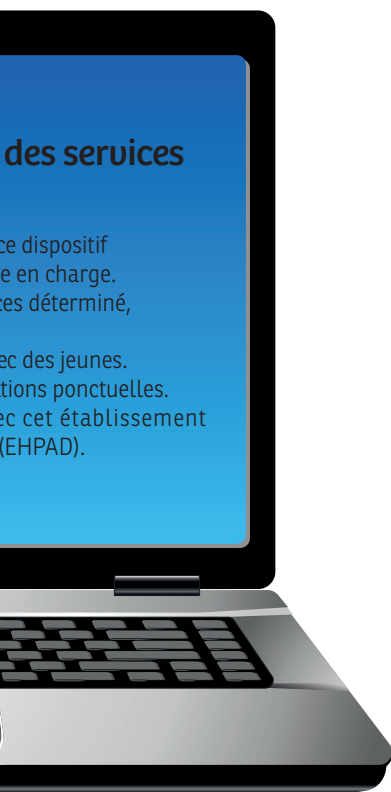 des services
ce dispositif
e en charge.
ces déterminé,
ec des jeunes.
tions ponctuelles.
ec cet établissement
(EHPAD).